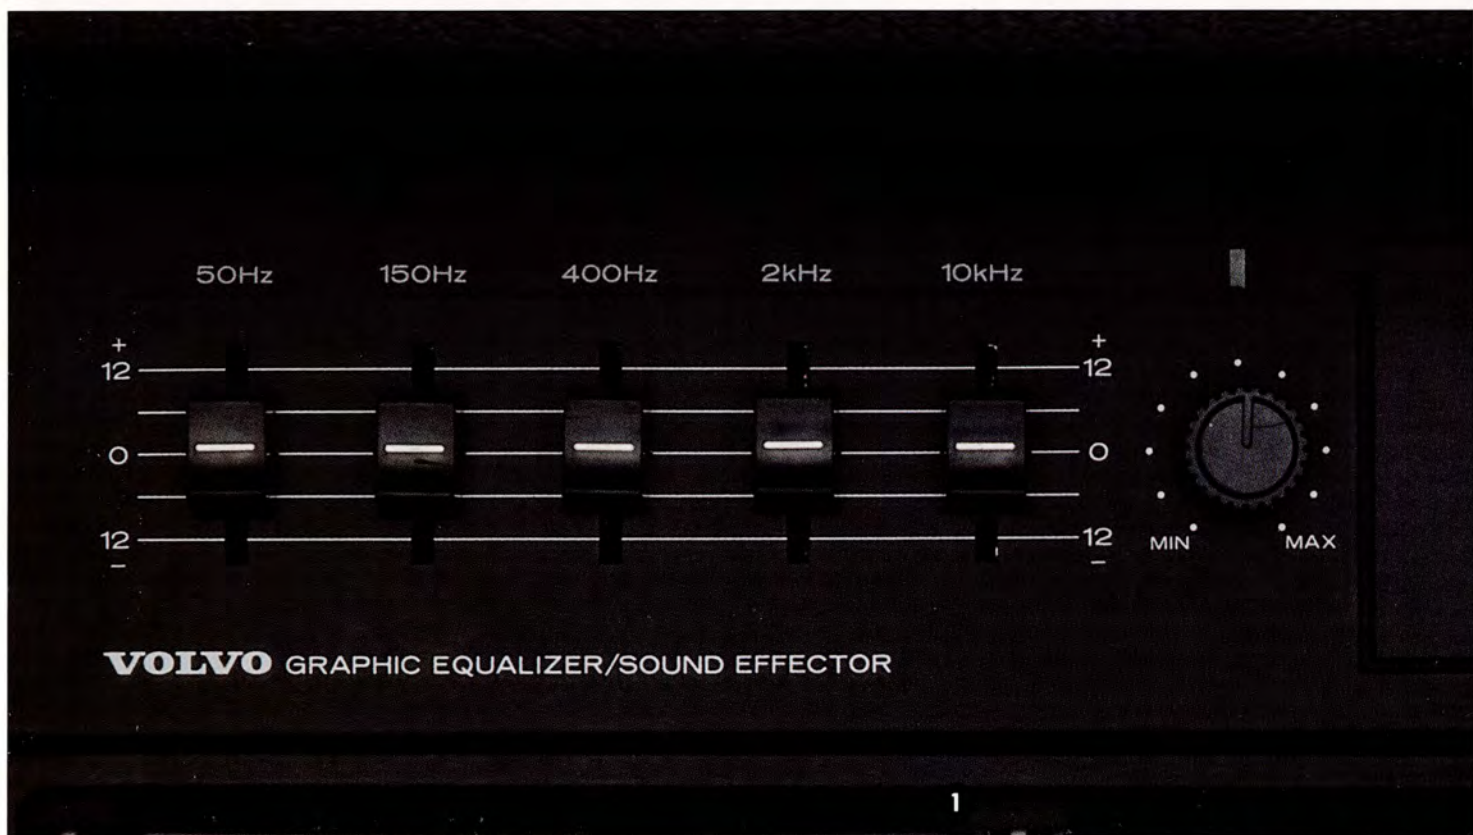 50Hz 150Hz 400Hz 2kHz 10kHz
+ +
12 12
0 0
12 12
− −
MIN MAX
VOLVO GRAPHIC EQUALIZER/SOUND EFFECTOR
1